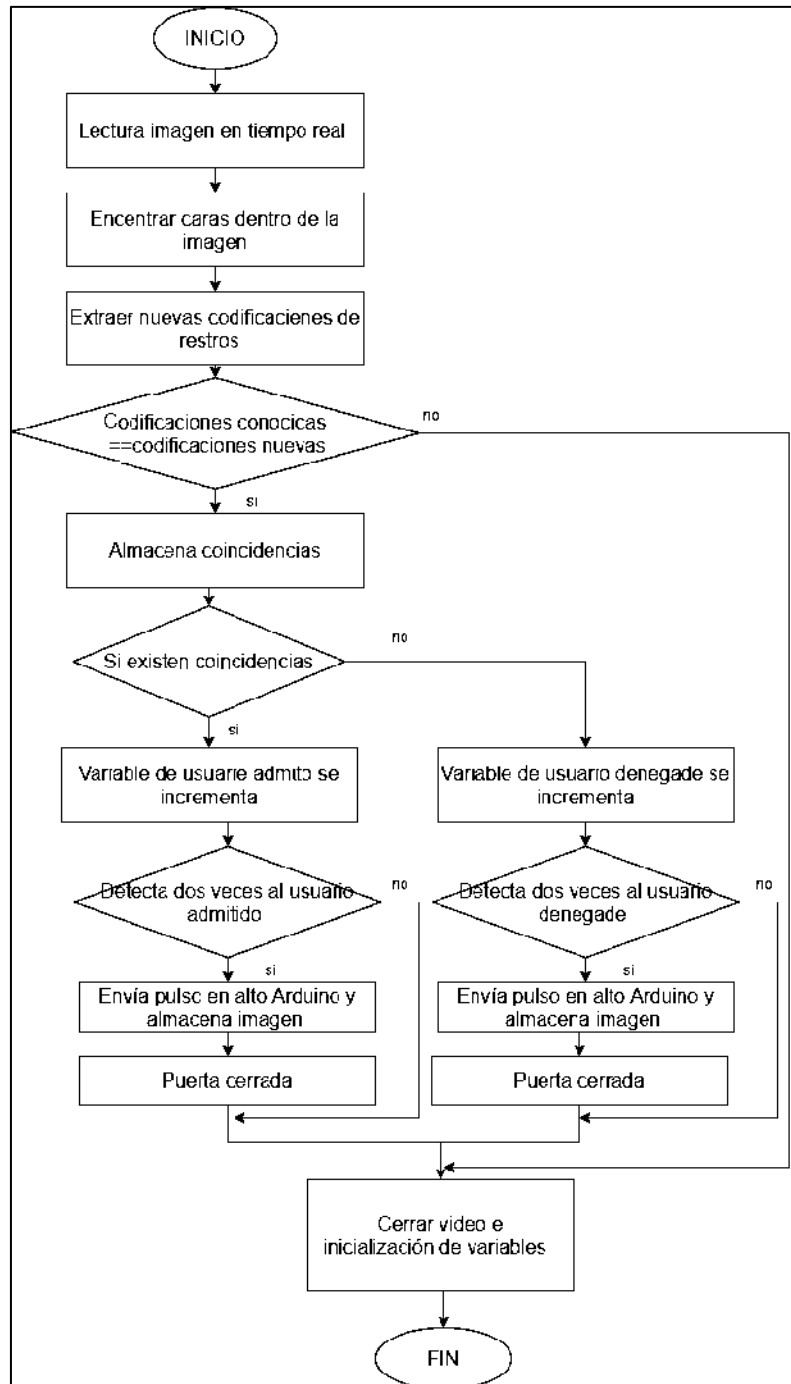 INICIO
Lectura imagen en tiempo real
Encentrar caras dentro de la
imagen
Extraer nuevas codificacienes de
restros
Codificaciones conocicas
==codificaciones nuevas
no
si
Almacena coincidencias
Si existen coincidencias
no
si
Variable de usuarie admito se
incrementa
Variable de usuario denegade se
incrementa
Detecta dos veces al usuario
admitido
no
Detecta dos veces al usuario
denegade
no
si
si
Envía pulso en alto Arduino y
almacena imagen
Envía pulso en alto Arduino y
almacena imagen
Puerta cerrada
Puerta cerrada
Cerrar video e
inicialización de variables
FIN